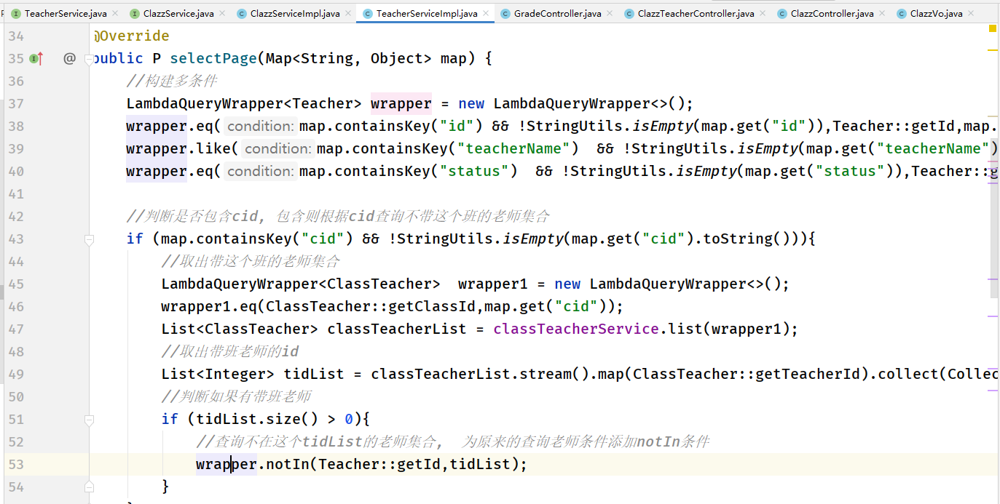 TeacherService.java ClazzService.java ClazzServiceImpl.java TeacherServiceImpl.java GradeController.java ClazzTeacherController.java ClazzController.java ClazzVo.java
34 @Override
35 @ public P selectPage(Map<String, Object> map) {
36 //构建多条件
37 LambdaQueryWrapper<Teacher> wrapper = new LambdaQueryWrapper<>();
38 wrapper.eq( condition: map.containsKey("id") && !StringUtils.isEmpty(map.get("id")),Teacher::getId,map.
39 wrapper.like( condition: map.containsKey("teacherName") && !StringUtils.isEmpty(map.get("teacherName")
40 wrapper.eq( condition: map.containsKey("status") && !StringUtils.isEmpty(map.get("status")),Teacher::g
41
42 //判断是否包含cid, 包含则根据cid查询不带这个班的老师集合
43 if (map.containsKey("cid") && !StringUtils.isEmpty(map.get("cid").toString())){
44 //取出带这个班的老师集合
45 LambdaQueryWrapper<ClassTeacher> wrapper1 = new LambdaQueryWrapper<>();
46 wrapper1.eq(ClassTeacher::getClassId,map.get("cid"));
47 List<ClassTeacher> classTeacherList = classTeacherService.list(wrapper1);
48 //取出带班老师的id
49 List<Integer> tidList = classTeacherList.stream().map(ClassTeacher::getTeacherId).collect(Collec
50 //判断如果有带班老师
51 if (tidList.size() > 0){
52 //查询不在这个tidList的老师集合, 为原来的查询老师条件添加notIn条件
53 wrapper.notIn(Teacher::getId,tidList);
54 }